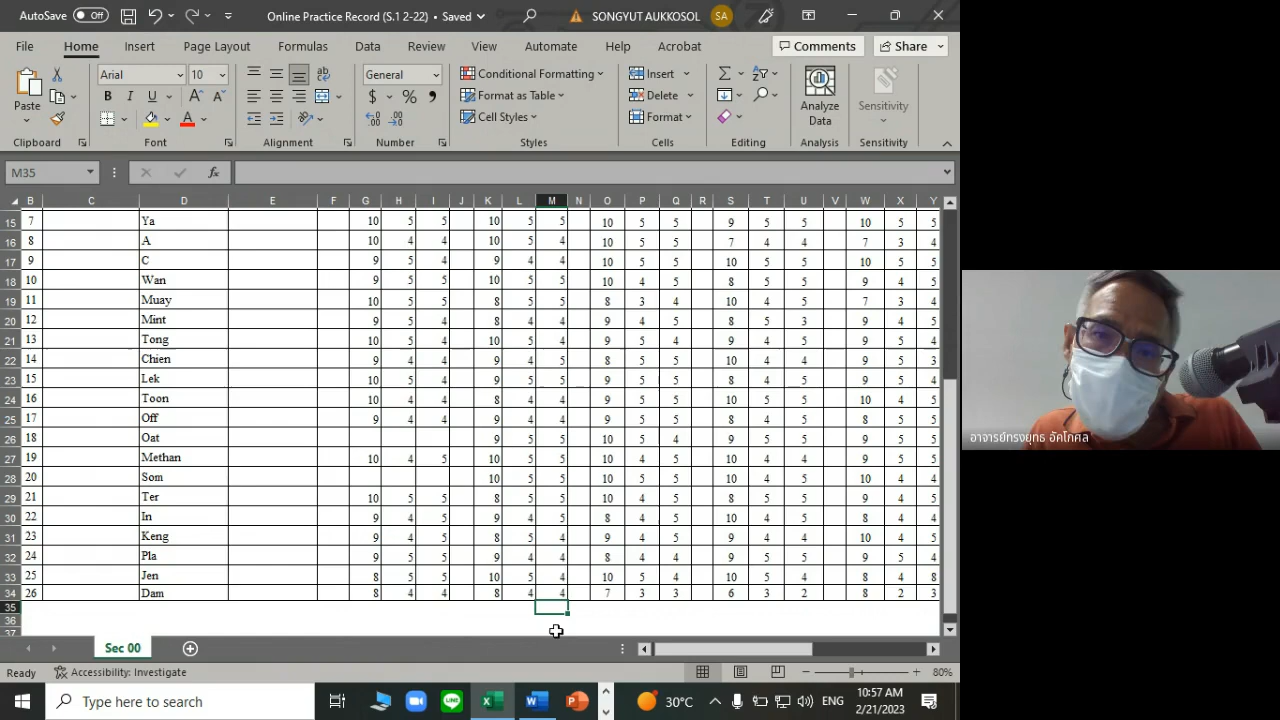 AutoSave Off Online Practice Record (S.1 2-22) • Saved SONGYUT AUKKOSOL SA
File Home Insert Page Layout Formulas Data Review View Automate Help Acrobat Comments Share
Arial 10 General Conditional Formatting Insert
Paste B I U $ % Format as Table Delete Analyze Data Sensitivity
Cell Styles Format
Clipboard Font Alignment Number Styles Cells Editing Analysis Sensitivity
M35 fx
B C D E F G H I J K L M N O P Q R S T U V W X Y
15 7 Ya 10 5 5 10 5 5 10 5 5 9 5 5 10 5 5
16 8 A 10 4 4 10 5 4 10 5 5 7 4 4 7 3 4
17 9 C 9 5 4 9 4 4 10 5 5 10 5 5 10 5 5
18 10 Wan 9 5 5 10 5 5 10 4 5 8 5 5 9 4 5
19 11 Muay 10 5 5 8 5 5 8 3 4 10 4 5 7 3 4
20 12 Mint 9 5 4 8 4 4 9 4 5 8 5 3 9 4 5
21 13 Tong 10 5 4 10 5 4 9 5 4 9 4 5 9 5 5
22 14 Chien 9 4 4 9 4 5 8 5 5 10 4 4 9 5 3
23 15 Lek 10 5 4 9 5 5 9 5 5 8 4 5 9 5 4
24 16 Toon 10 4 4 8 4 4 9 5 5 10 5 5 10 4 4
25 17 Off 9 4 4 9 4 4 9 5 5 8 4 5 8 5 5
26 18 Oat 9 5 5 10 5 4 9 5 5 9 5 5
27 19 Methan 10 4 5 10 5 5 10 4 5 10 4 4 9 5 5
28 20 Som 10 5 5 10 5 5 10 4 5 10 4 4
29 21 Ter 10 5 5 8 5 5 10 4 5 8 5 5 9 4 5
30 22 In 9 4 5 9 4 5 8 4 5 10 4 5 8 4 4
31 23 Keng 9 4 5 8 5 4 9 4 5 9 4 4 10 4 5
32 24 Pla 9 5 5 9 4 4 8 4 4 9 5 5 9 5 4
33 25 Jen 8 5 5 10 5 4 10 5 4 10 5 4 8 4 8
34 26 Dam 8 4 4 8 4 4 7 3 3 6 3 2 8 2 3
35
36
37
Sec 00
Ready Accessibility: Investigate 80%
Type here to search 30°C ENG 10:57 AM
2/21/2023
อาจารย์ทรงยุทธ อัคโกศล